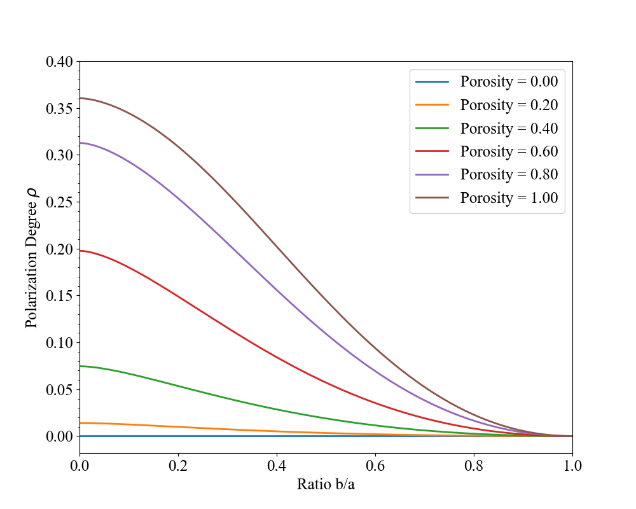 0.40
0.35
0.30
0.25
0.20
0.15
0.10
0.05
0.00
Polarization Degree ρ
Porosity = 0.00
Porosity = 0.20
Porosity = 0.40
Porosity = 0.60
Porosity = 0.80
Porosity = 1.00
0.0 0.2 0.4 0.6 0.8 1.0
Ratio b/a